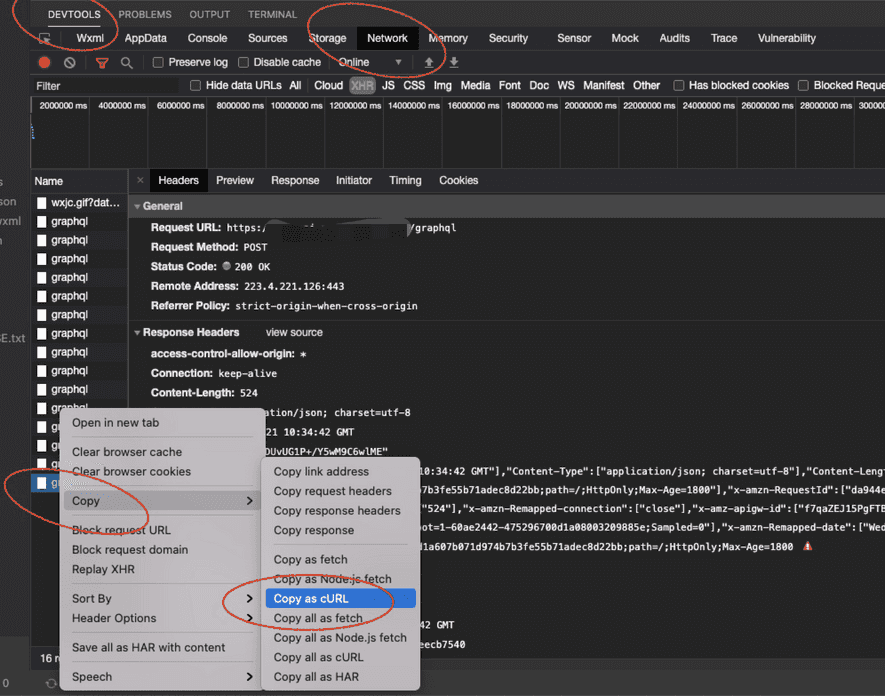 DEVTOOLS PROBLEMS OUTPUT TERMINAL
Wxml AppData Console Sources Storage Network Memory Security Sensor Mock Audits Trace Vulnerability
Preserve log Disable cache Online
Filter Hide data URLs All Cloud XHR JS CSS Img Media Font Doc WS Manifest Other Has blocked cookies Blocked Reque
2000000 ms 4000000 ms 6000000 ms 8000000 ms 10000000 ms 12000000 ms 14000000 ms 16000000 ms 18000000 ms 20000000 ms 22000000 ms 24000000 ms 26000000 ms 28000000 ms 30000
Name × Headers Preview Response Initiator Timing Cookies
wxjc.gif?dat...
graphql
graphql
graphql
graphql
graphql
graphql
graphql
graphql
graphql
graphql
son
wxml
SE.txt
General
Request URL: https:/ /graphql
Request Method: POST
Status Code: 200 OK
Remote Address: 223.4.221.126:443
Referrer Policy: strict-origin-when-cross-origin
Response Headers view source
access-control-allow-origin: *
Connection: keep-alive
Content-Length: 524
ation/json; charset=utf-8
21 10:34:42 GMT
DUvUG1P+/Y5wM9C6wlME"
10:34:42 GMT"],"Content-Type":["application/json; charset=utf-8"],"Content-Leng
b7b3fe55b71adec8d22bb;path=/;HttpOnly;Max-Age=1800"],"x-amzn-RequestId":["da944e
"524"],"x-amzn-Remapped-connection":["close"],"x-amz-apigw-id":["f7qaZEJ15PgFTB
oot=1-60ae2442-475296700d1a08003209885e;Sampled=0"],"x-amzn-Remapped-date":["Wed
d1a607b071d974b7b3fe55b71adec8d22bb;path=/;HttpOnly;Max-Age=1800
42 GMT
eecb7540
Open in new tab
Clear browser cache
Clear browser cookies
Copy
Block request URL
Block request domain
Replay XHR
Sort By
Header Options
Save all as HAR with content
Speech
Copy link address
Copy request headers
Copy response headers
Copy response
Copy as fetch
Copy as Node.js fetch
Copy as cURL
Copy all as fetch
Copy all as Node.js fetch
Copy all as cURL
Copy all as HAR
16 re
0